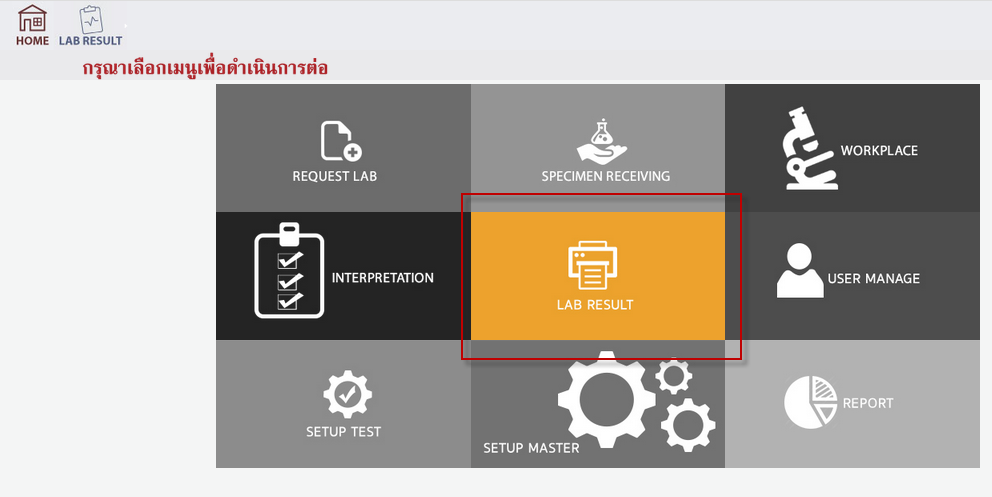 HOME LAB RESULT
กรุณาเลือกเมนูเพื่อดำเนินการต่อ
REQUEST LAB
SPECIMEN RECEIVING
WORKPLACE
INTERPRETATION
LAB RESULT
USER MANAGE
SETUP TEST
SETUP MASTER
REPORT